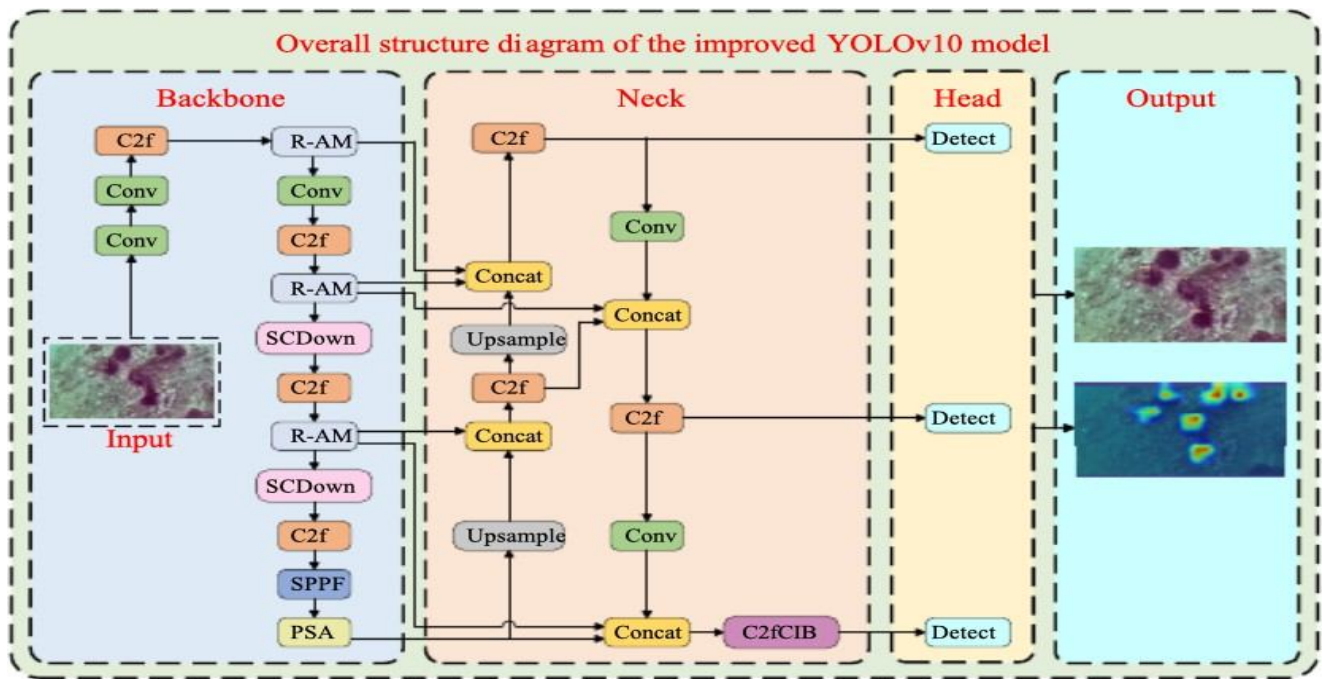 Overall structure diagram of the improved YOLOv10 model
Backbone
C2f
R-AM
Conv
Conv
Conv
C2f
R-AM
SCDown
C2f
R-AM
SCDown
C2f
SPPF
PSA
Input
Neck
C2f
Conv
Concat
Concat
Upsample
C2f
C2f
Concat
Upsample
Conv
Concat
C2fCIB
Head
Detect
Detect
Detect
Output